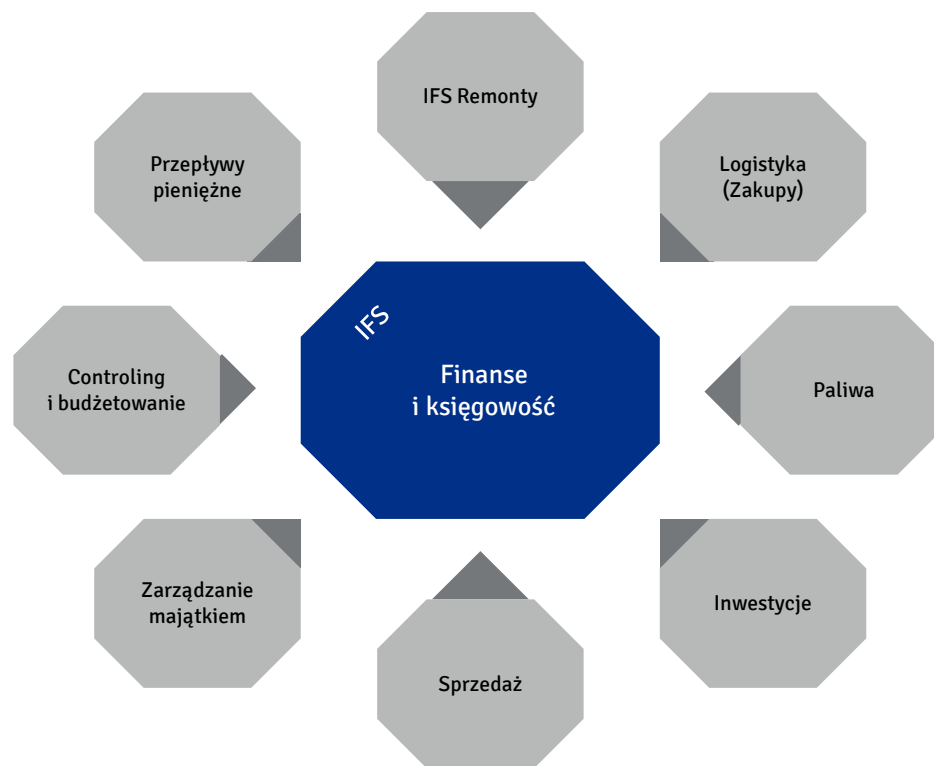 IFS Remonty
Przepływy
pieniężne
Logistyka
(Zakupy)
IFS
Finanse
i księgowość
Controling
i budżetowanie
Paliwa
Zarządzanie
majątkiem
Inwestycje
Sprzedaż